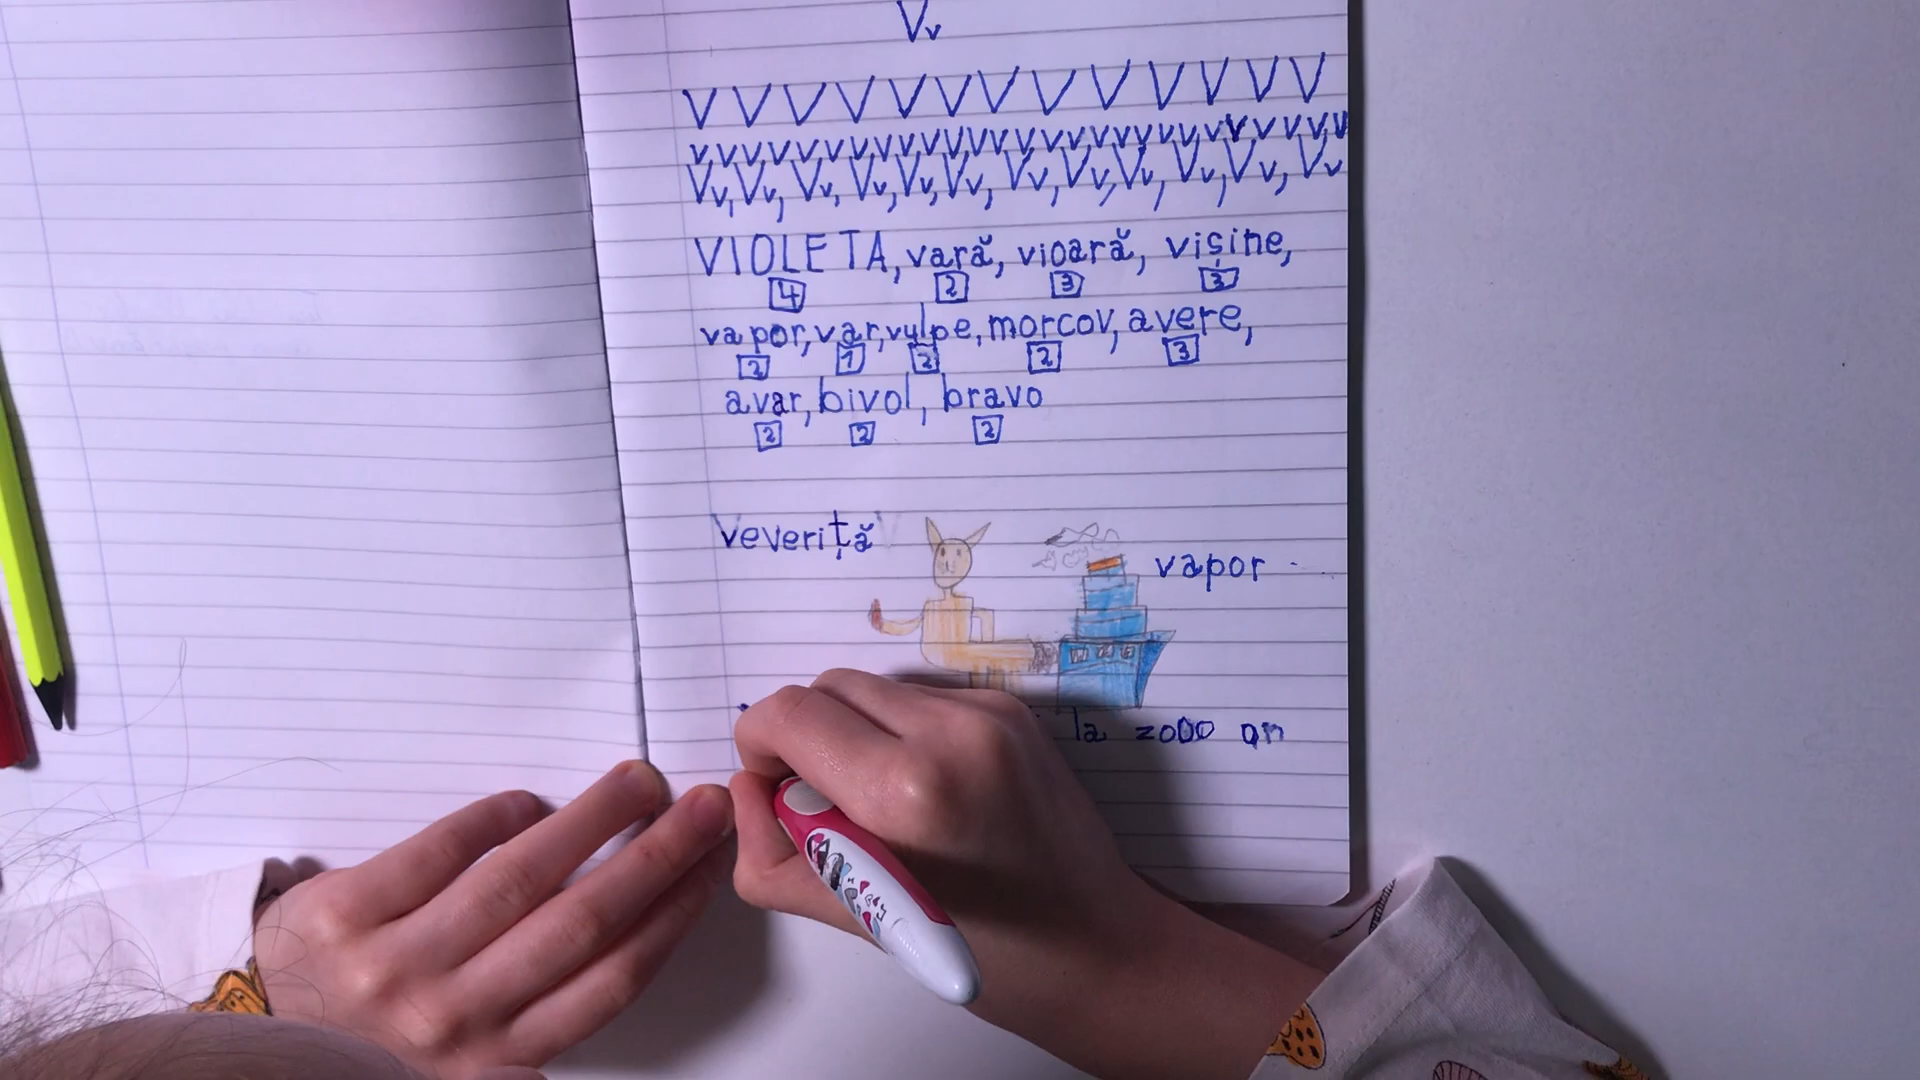 Vv
V V V V V V V V V V V V V
v v v v v v v v v v v v v v v v v v v v v v v v v v
Vv, Vv, Vv, Vv, Vv, Vv, Vv, Vv, Vv, Vv, Vv, Vv
VIOLETA, vară, vioară, vișine,
4 2 3 3
vapor, var, vulpe, morcov, avere,
2 1 2 2 3
avar, bivol, bravo
2 2 2
Veveriță
vapor
la zooo am